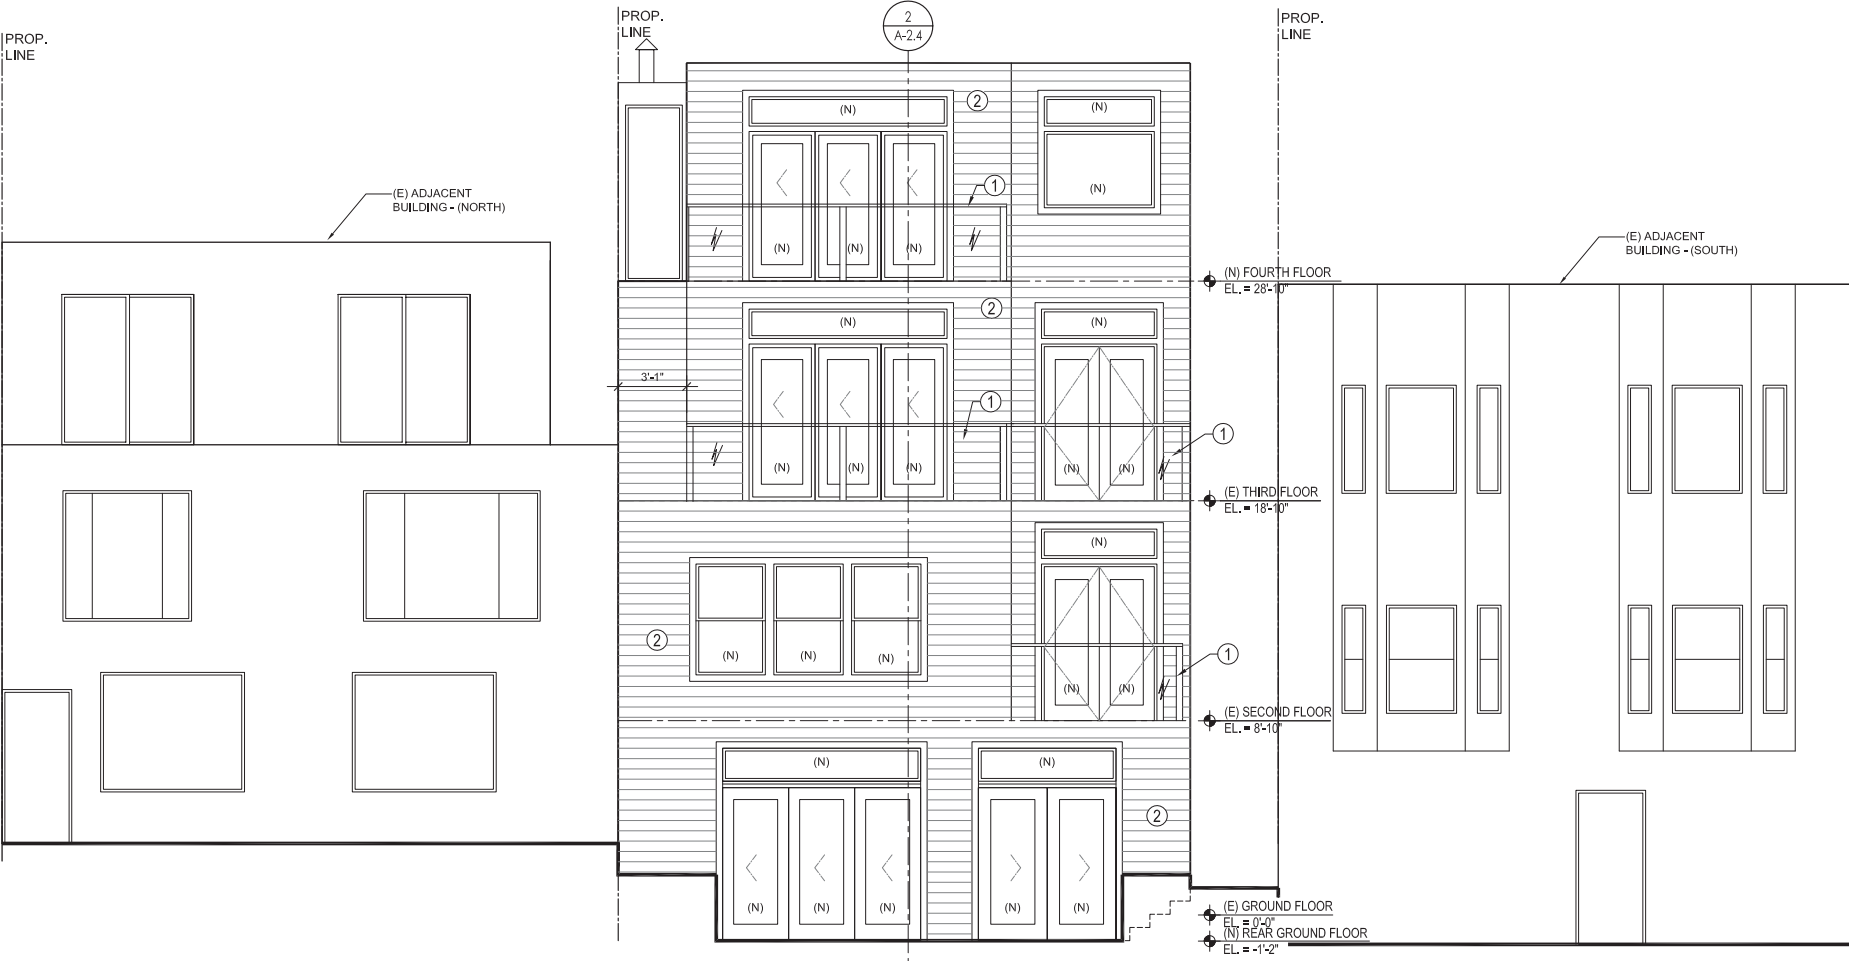 PROP.
LINE
PROP.
LINE
2
A-2.4
PROP.
LINE
(N)
2
(N)
(E) ADJACENT
BUILDING - (NORTH)
1
(N)
(N)
(N)
(N)
(E) ADJACENT
BUILDING - (SOUTH)
(N) FOURTH FLOOR
EL. = 28'-10"
2
(N)
(N)
3'-1"
1
1
(N)
(N)
(N)
(N)
(N)
(E) THIRD FLOOR
EL. = 18'-10"
(N)
2
(N)
(N)
(N)
1
(N)
(N)
(E) SECOND FLOOR
EL. = 8'-10"
(N)
(N)
2
(N)
(N)
(N)
(N)
(N)
(E) GROUND FLOOR
EL. = 0'-0"
(N) REAR GROUND FLOOR
EL. = -1'-2"